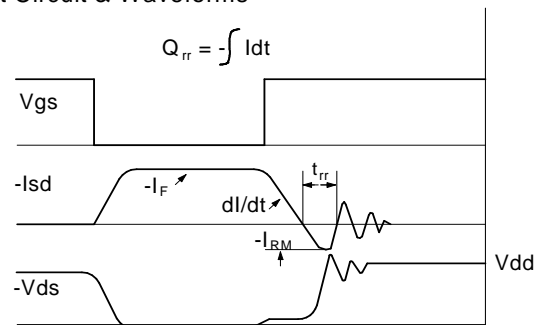 t Circuit & Waveforms
Qrr = -∫ Idt
Vgs
trr
-Isd
-IF
dI/dt
-IRM
Vdd
-Vds